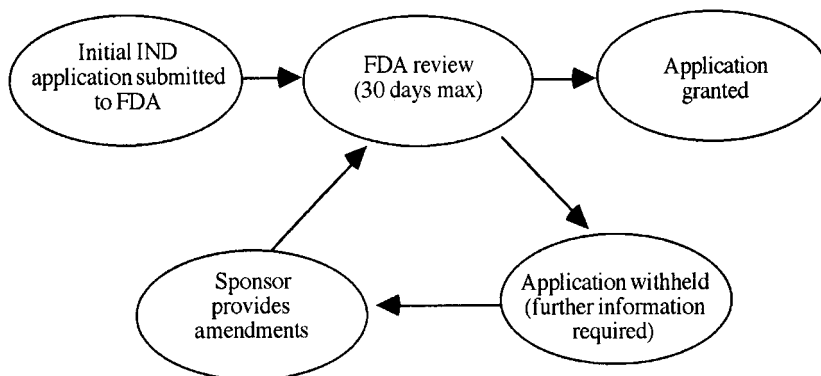 Initial IND
application submitted
to FDA
FDA review
(30 days max)
Application
granted
Application withheld
(further information
required)
Sponsor
provides
amendments